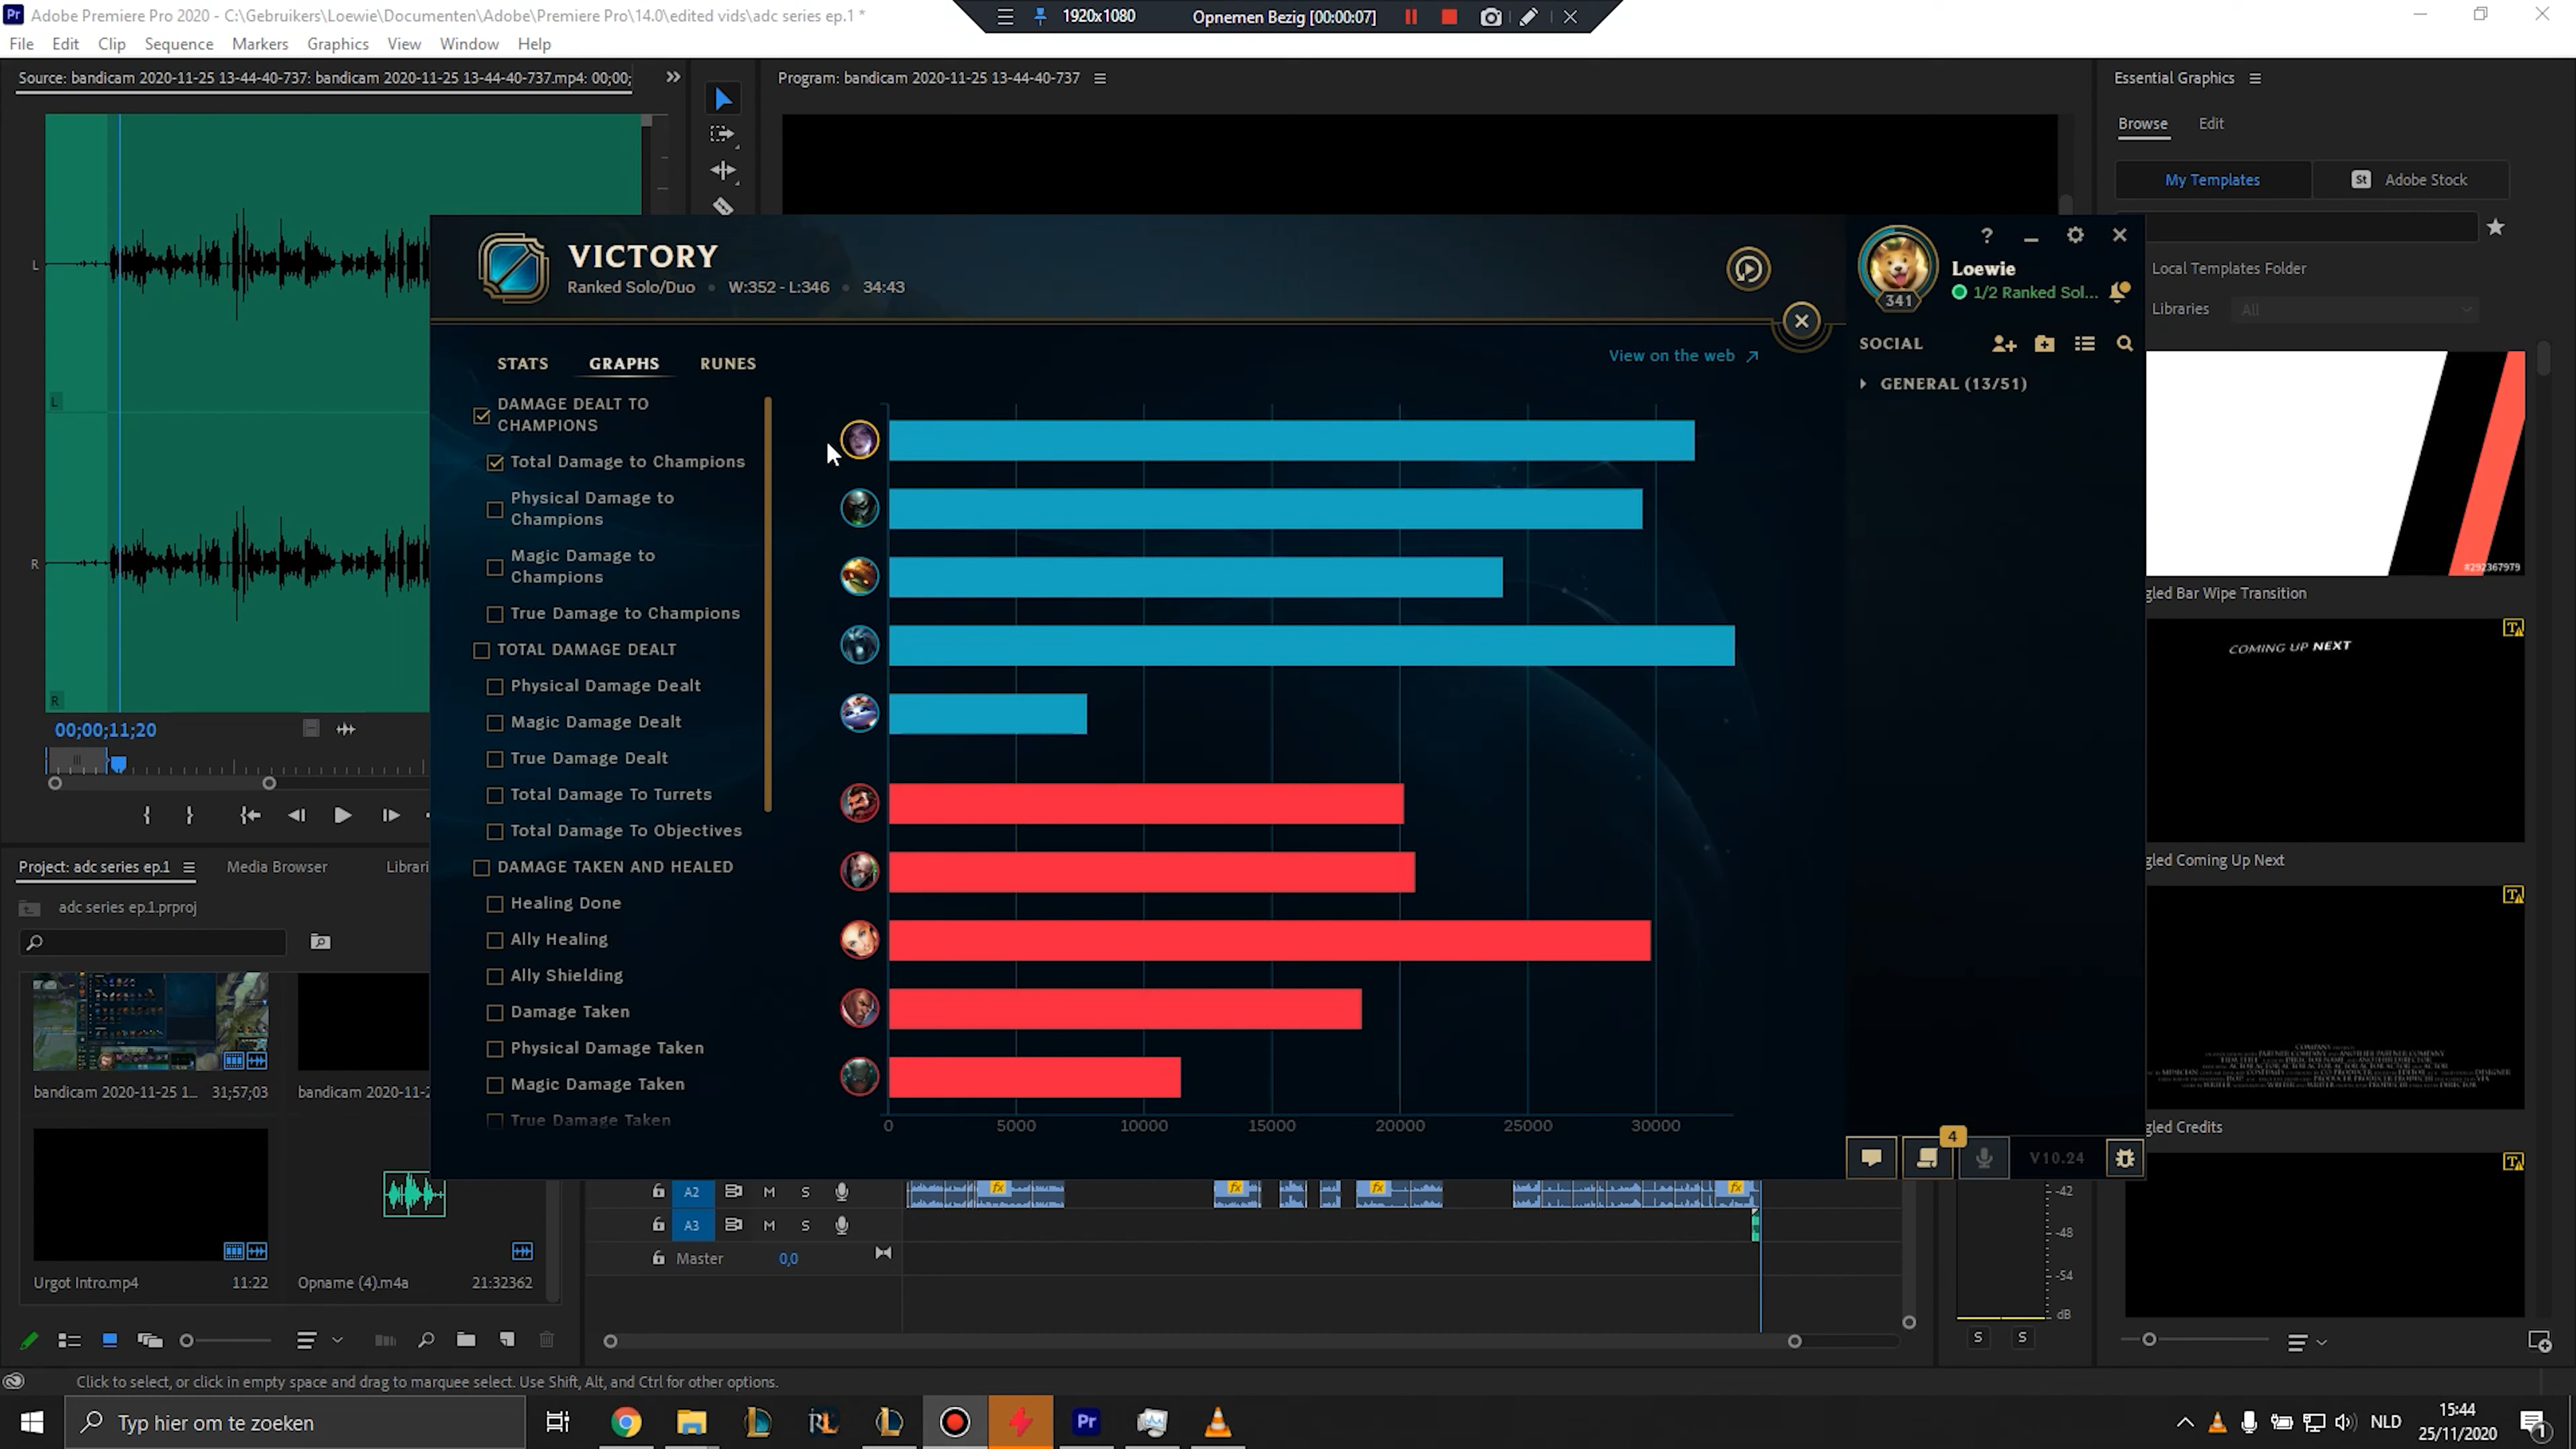 Adobe Premiere Pro 2020 - C:\Gebruikers\Loewie\Documenten\Adobe\Premiere Pro\14.0\edited vids\adc series ep.1 *
1920x1080 Opnemen Bezig [00:00:07]
File Edit Clip Sequence Markers Graphics View Window Help
Source: bandicam 2020-11-25 13-44-40-737: bandicam 2020-11-25 13-44-40-737.mp4: 00;00;
Program: bandicam 2020-11-25 13-44-40-737
Essential Graphics
Browse Edit
My Templates St Adobe Stock
Local Templates Folder
Libraries All
L
R
L
R
00;00;11;20
VICTORY
Ranked Solo/Duo • W:352 - L:346 • 34:43
Loewie
341
1/2 Ranked Sol...
SOCIAL
GENERAL (13/51)
STATS GRAPHS RUNES
View on the web
DAMAGE DEALT TO
CHAMPIONS
Total Damage to Champions
Physical Damage to
Champions
Magic Damage to
Champions
True Damage to Champions
TOTAL DAMAGE DEALT
Physical Damage Dealt
Magic Damage Dealt
True Damage Dealt
Total Damage To Turrets
Total Damage To Objectives
DAMAGE TAKEN AND HEALED
Healing Done
Ally Healing
Ally Shielding
Damage Taken
Physical Damage Taken
Magic Damage Taken
True Damage Taken
0 5000 10000 15000 20000 25000 30000
4
V10.24
#292367979
gled Bar Wipe Transition
COMING UP NEXT
gled Coming Up Next
gled Credits
Project: adc series ep.1 Media Browser Librari
adc series ep.1.prproj
bandicam 2020-11-25 1... 31;57;03 bandicam 2020-11-2
Urgot Intro.mp4 11:22 Opname (4).m4a 21:32362
A2 M S
fx fx fx fx
A3 M S
Master 0,0
-42
-48
-54
dB
S S
Click to select, or click in empty space and drag to marquee select. Use Shift, Alt, and Ctrl for other options.
Typ hier om te zoeken
Pr
NLD
15:44
25/11/2020
1